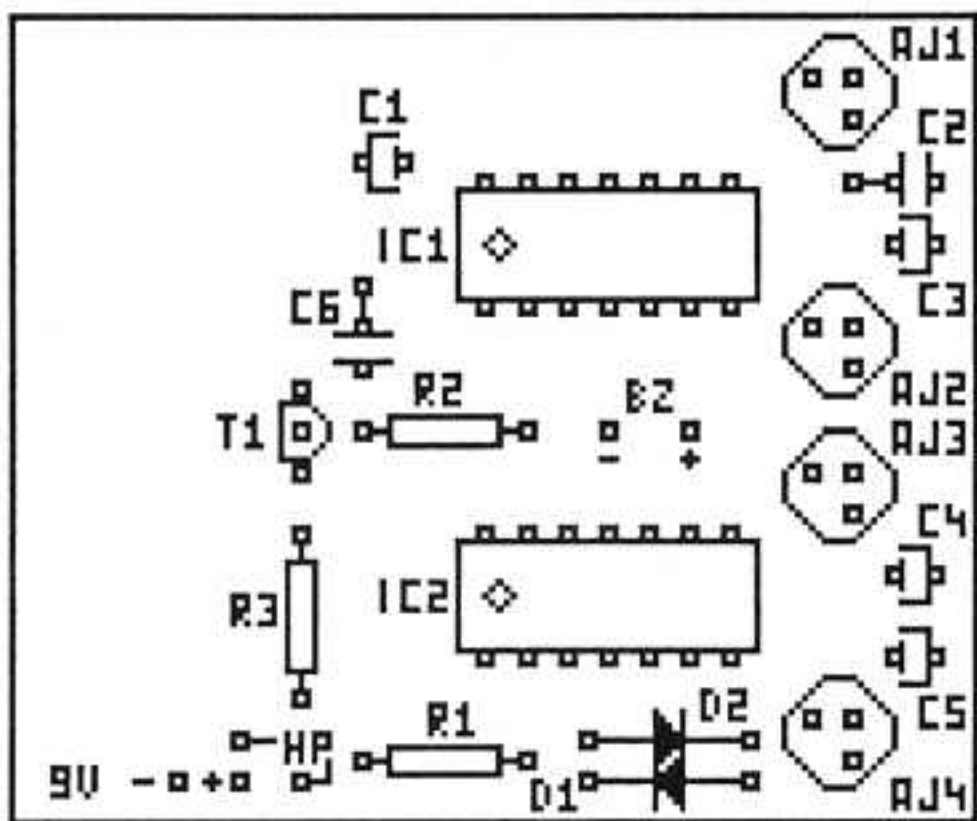 AJ1
C1
C2
IC1
C6
C3
R2
BZ
AJ2
T1
AJ3
- +
C4
R3
IC2
R1
D2
C5
HP
9V - +
D1
AJ4